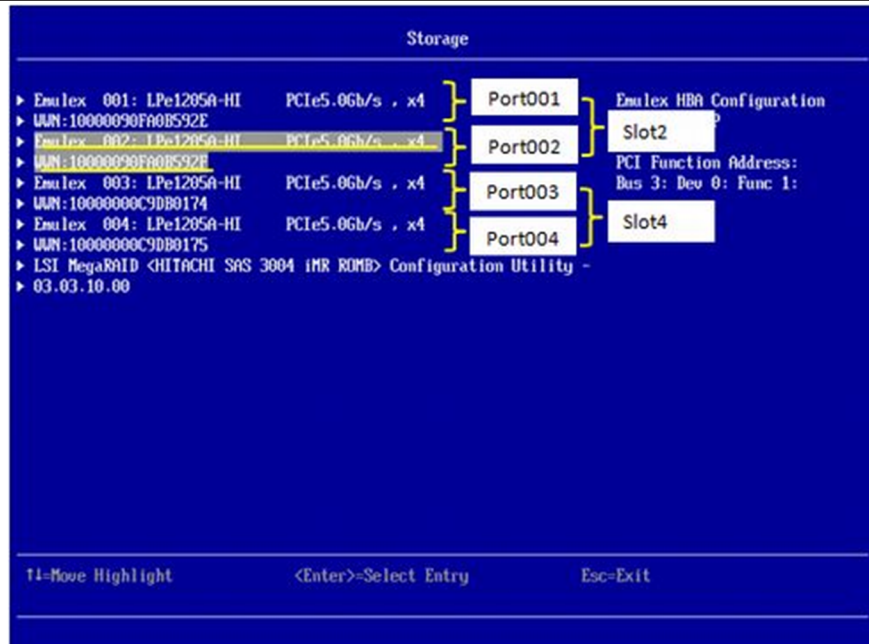 Storage
Emulex 001: LPe1205A-HI PCIe5.0Gb/s , x4
WWN:10000090FA0B592E
Emulex 002: LPe1205A-HI PCIe5.0Gb/s , x4
WWN:10000090FA0B592F
Emulex 003: LPe1205A-HI PCIe5.0Gb/s , x4
WWN:10000000C9DB0174
Emulex 004: LPe1205A-HI PCIe5.0Gb/s , x4
WWN:10000000C9DB0175
LSI MegaRAID <HITACHI SAS 3004 iMR ROMB> Configuration Utility -
03.03.10.00
Port001
Port002
Port003
Port004
Slot2
Slot4
Emulex HBA Configuration
PCI Function Address:
Bus 3: Dev 0: Func 1:
↑↓=Move Highlight <Enter>=Select Entry Esc=Exit